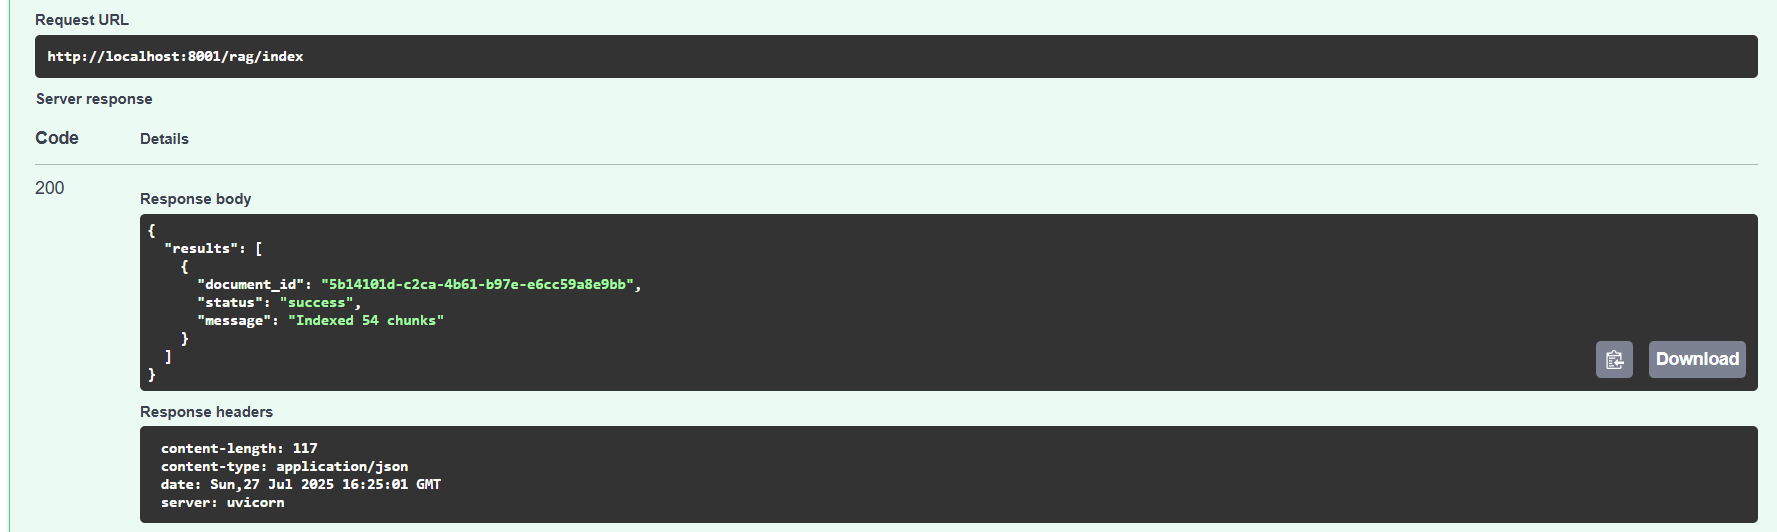 Request URL
http://localhost:8001/rag/index
Server response
Code Details
200
Response body
{
"results": [
{
"document_id": "5b14101d-c2ca-4b61-b97e-e6cc59a8e9bb",
"status": "success",
"message": "Indexed 54 chunks"
}
]
}
Download
Response headers
content-length: 117
content-type: application/json
date: Sun,27 Jul 2025 16:25:01 GMT
server: uvicorn